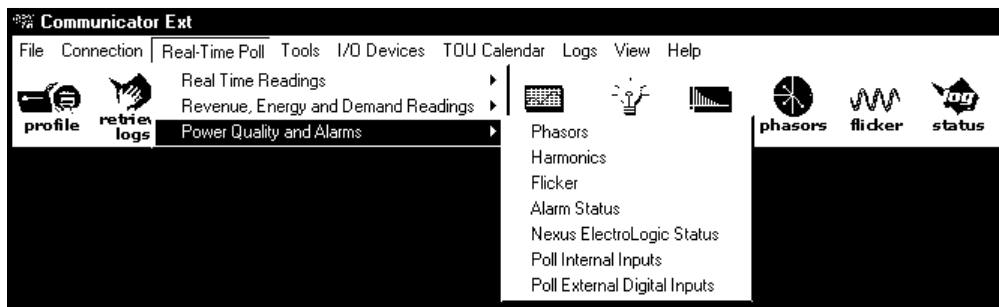 Communicator Ext
File Connection Real-Time Poll Tools I/O Devices TOU Calendar Logs View Help
Real Time Readings
Revenue, Energy and Demand Readings
Power Quality and Alarms
profile
logs
phasors
flicker
log
status
Phasors
Harmonics
Flicker
Alarm Status
Nexus ElectroLogic Status
Poll Internal Inputs
Poll External Digital Inputs